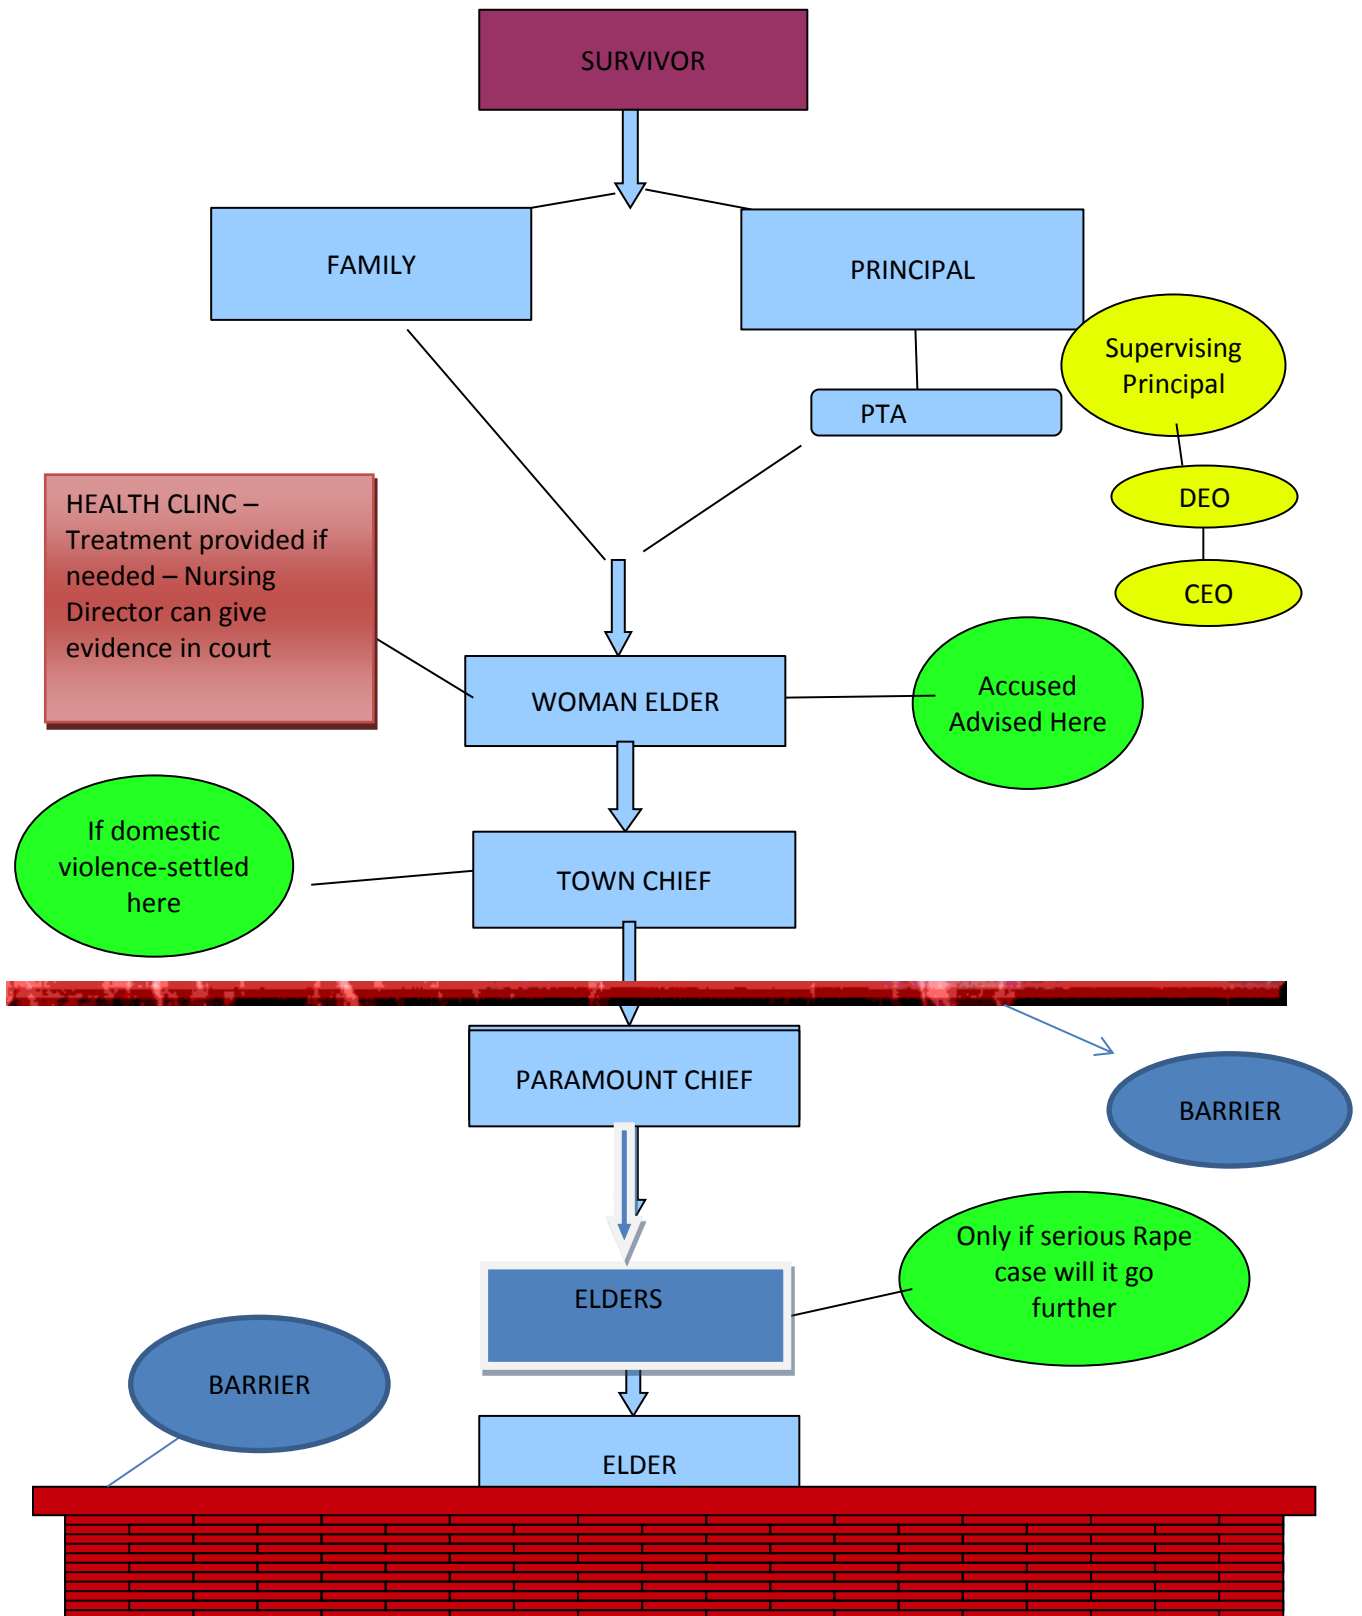 SURVIVOR
FAMILY
PRINCIPAL
Supervising
Principal
PTA
DEO
CEO
HEALTH CLINC –
Treatment provided if
needed – Nursing
Director can give
evidence in court
WOMAN ELDER
Accused
Advised Here
If domestic
violence-settled
here
TOWN CHIEF
PARAMOUNT CHIEF
BARRIER
Only if serious Rape
case will it go
further
ELDERS
BARRIER
ELDER